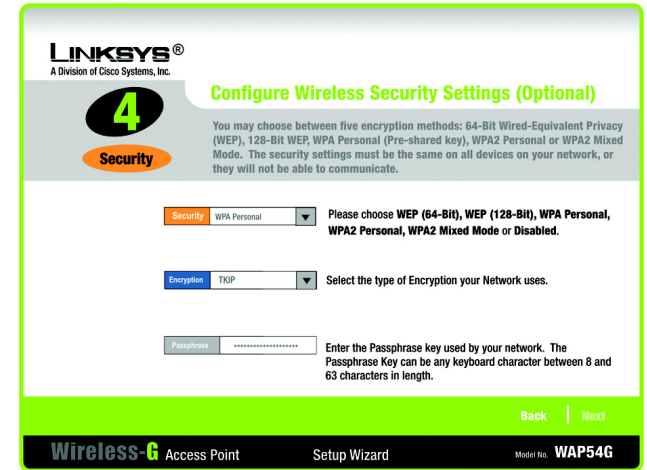 LINKSYS®
A Division of Cisco Systems, Inc.
4
Security
Configure Wireless Security Settings (Optional)
You may choose between five encryption methods: 64-Bit Wired-Equivalent Privacy
(WEP), 128-Bit WEP, WPA Personal (Pre-shared key), WPA2 Personal or WPA2 Mixed
Mode. The security settings must be the same on all devices on your network, or
they will not be able to communicate.
Security WPA Personal
Please choose WEP (64-Bit), WEP (128-Bit), WPA Personal,
WPA2 Personal, WPA2 Mixed Mode or Disabled.
Encryption TKIP
Select the type of Encryption your Network uses.
Passphrase ********************
Enter the Passphrase key used by your network. The
Passphrase Key can be any keyboard character between 8 and
63 characters in length.
Back Next
Wireless-G Access Point Setup Wizard Model No. WAP54G